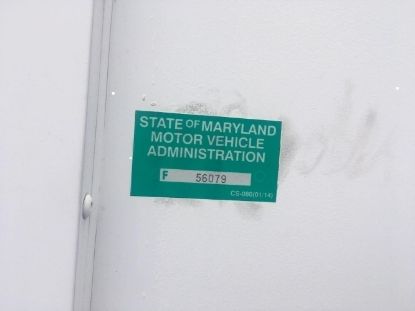 STATE OF MARYLAND
MOTOR VEHICLE
ADMINISTRATION
F 56079
CS-080(01/14)